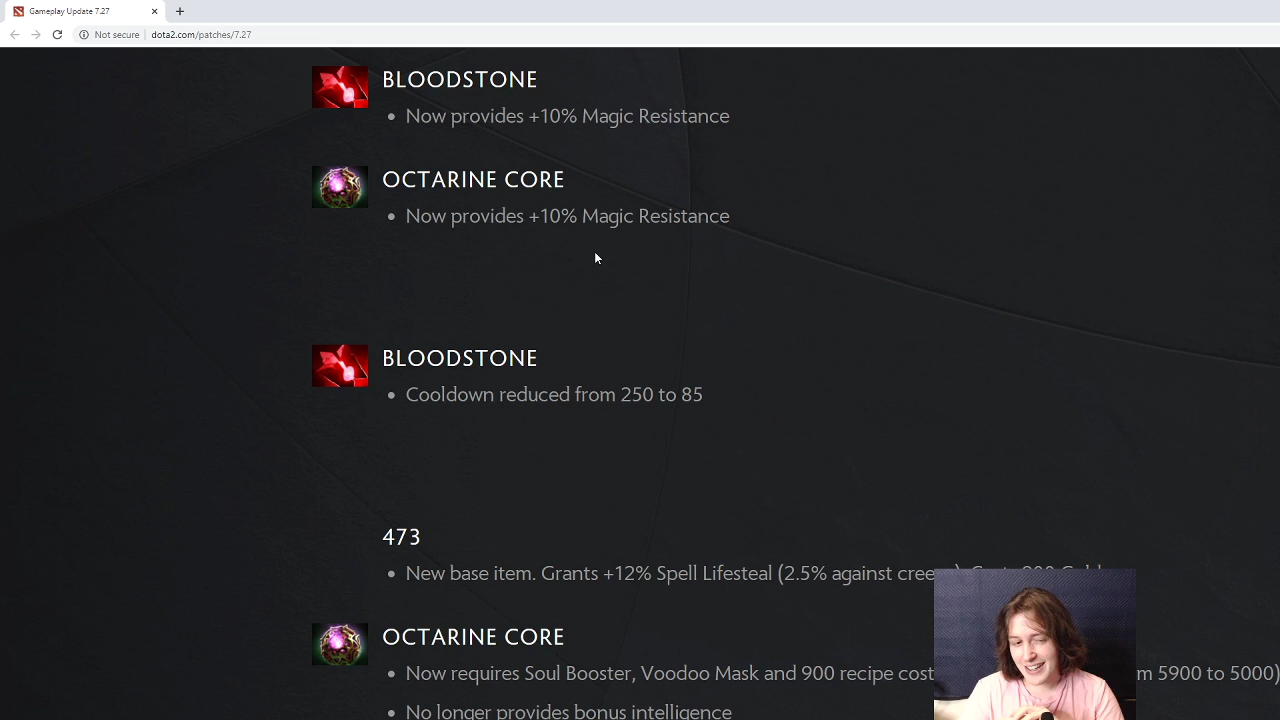 Gameplay Update 7.27
Not secure dota2.com/patches/7.27
BLOODSTONE
Now provides +10% Magic Resistance
OCTARINE CORE
Now provides +10% Magic Resistance
BLOODSTONE
Cooldown reduced from 250 to 85
473
New base item. Grants +12% Spell Lifesteal (2.5% against
OCTARINE CORE
Now requires Soul Booster, Voodoo Mask and 900 recipe cost from 5900 to 5000)
No longer provides bonus intelligence